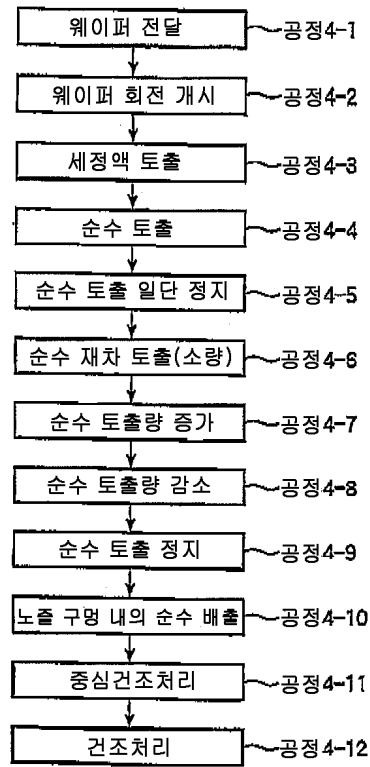 웨이퍼 전달 공정4-1
웨이퍼 회전 개시 공정4-2
세정액 토출 공정4-3
순수 토출 공정4-4
순수 토출 일단 정지 공정4-5
순수 재차 토출(소량) 공정4-6
순수 토출량 증가 공정4-7
순수 토출량 감소 공정4-8
순수 토출 정지 공정4-9
노즐 구멍 내의 순수 배출 공정4-10
중심건조처리 공정4-11
건조처리 공정4-12